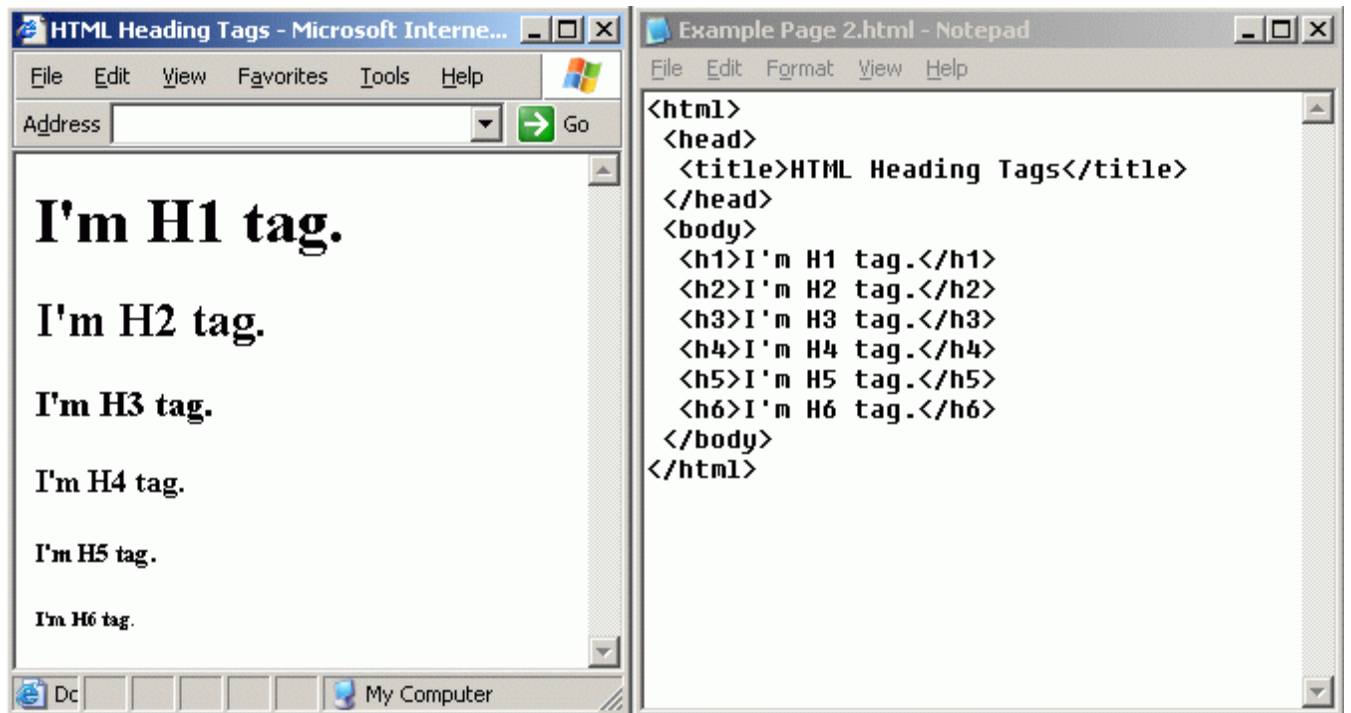 HTML Heading Tags - Microsoft Interne...
File Edit View Favorites Tools Help
Address Go
I'm H1 tag.
I'm H2 tag.
I'm H3 tag.
I'm H4 tag.
I'm H5 tag.
I'm H6 tag.
Dc My Computer
Example Page 2.html - Notepad
File Edit Format View Help
<html>
<head>
<title>HTML Heading Tags</title>
</head>
<body>
<h1>I'm H1 tag.</h1>
<h2>I'm H2 tag.</h2>
<h3>I'm H3 tag.</h3>
<h4>I'm H4 tag.</h4>
<h5>I'm H5 tag.</h5>
<h6>I'm H6 tag.</h6>
</body>
</html>